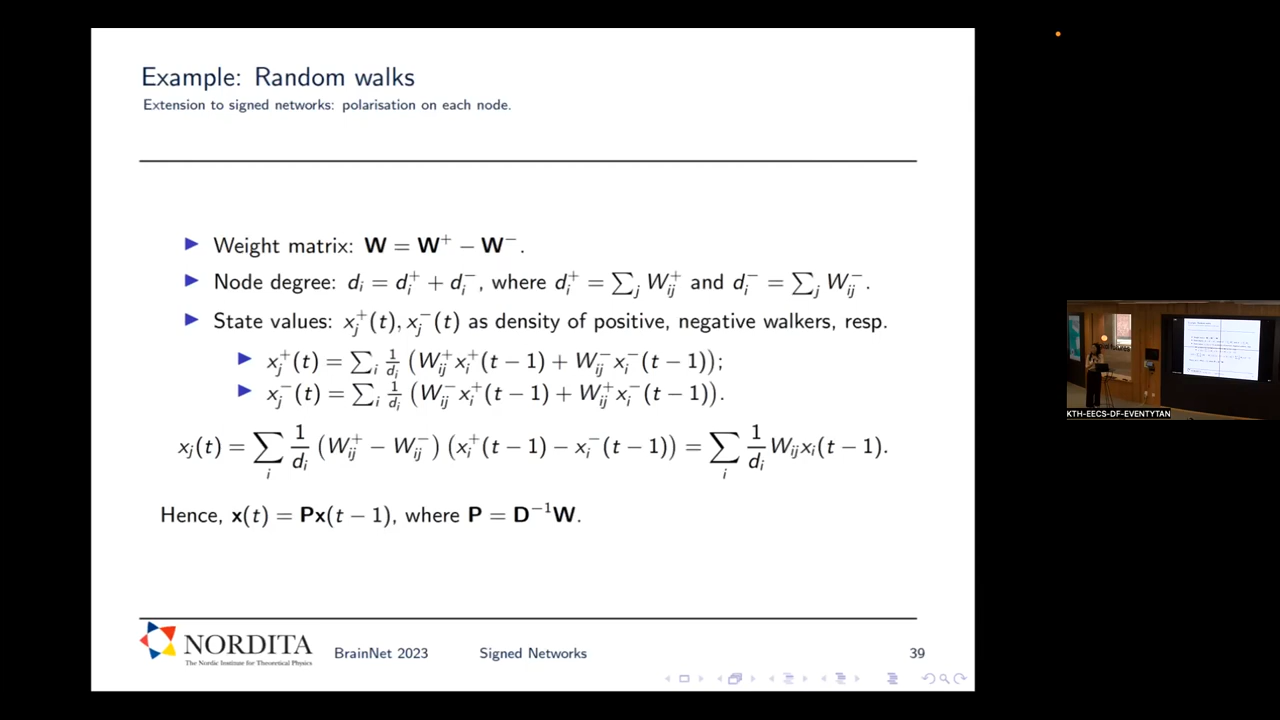 Example: Random walks
Extension to signed networks: polarisation on each node.
▶ Weight matrix: W = W⁺ − W⁻.
▶ Node degree: dᵢ = dᵢ⁺ + dᵢ⁻, where dᵢ⁺ = ∑ⱼ Wᵢⱼ⁺ and dᵢ⁻ = ∑ⱼ Wᵢⱼ⁻.
▶ State values: xⱼ⁺(t), xⱼ⁻(t) as density of positive, negative walkers, resp.
▶ xⱼ⁺(t) = ∑ᵢ 1/dᵢ (Wᵢⱼ⁺xᵢ⁺(t − 1) + Wᵢⱼ⁻xᵢ⁻(t − 1));
▶ xⱼ⁻(t) = ∑ᵢ 1/dᵢ (Wᵢⱼ⁻xᵢ⁺(t − 1) + Wᵢⱼ⁺xᵢ⁻(t − 1)).
xⱼ(t) = ∑ᵢ 1/dᵢ (Wᵢⱼ⁺ − Wᵢⱼ⁻) (xᵢ⁺(t − 1) − xᵢ⁻(t − 1)) = ∑ᵢ 1/dᵢ Wᵢⱼxᵢ(t − 1).
Hence, x(t) = Px(t − 1), where P = D⁻¹W.
NORDITA
The Nordic Institute for Theoretical Physics
BrainNet 2023 Signed Networks 39
KTH-EECS-DF-EVENTYTAN